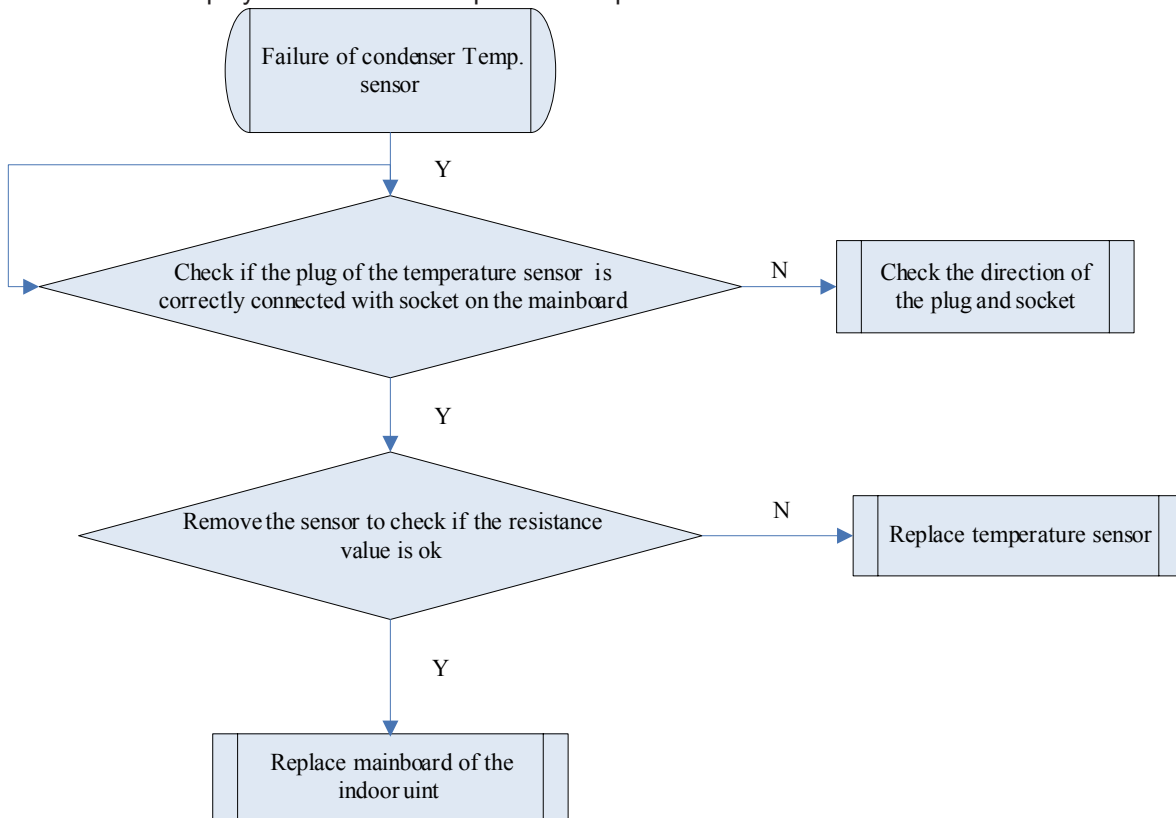 Failure of condenser Temp.
sensor
Y
Check if the plug of the temperature sensor is
correctly connected with socket on the mainboard
N
Check the direction of
the plug and socket
Y
Remove the sensor to check if the resistance
value is ok
N
Replace temperature sensor
Y
Replace mainboard of the
indoor uint